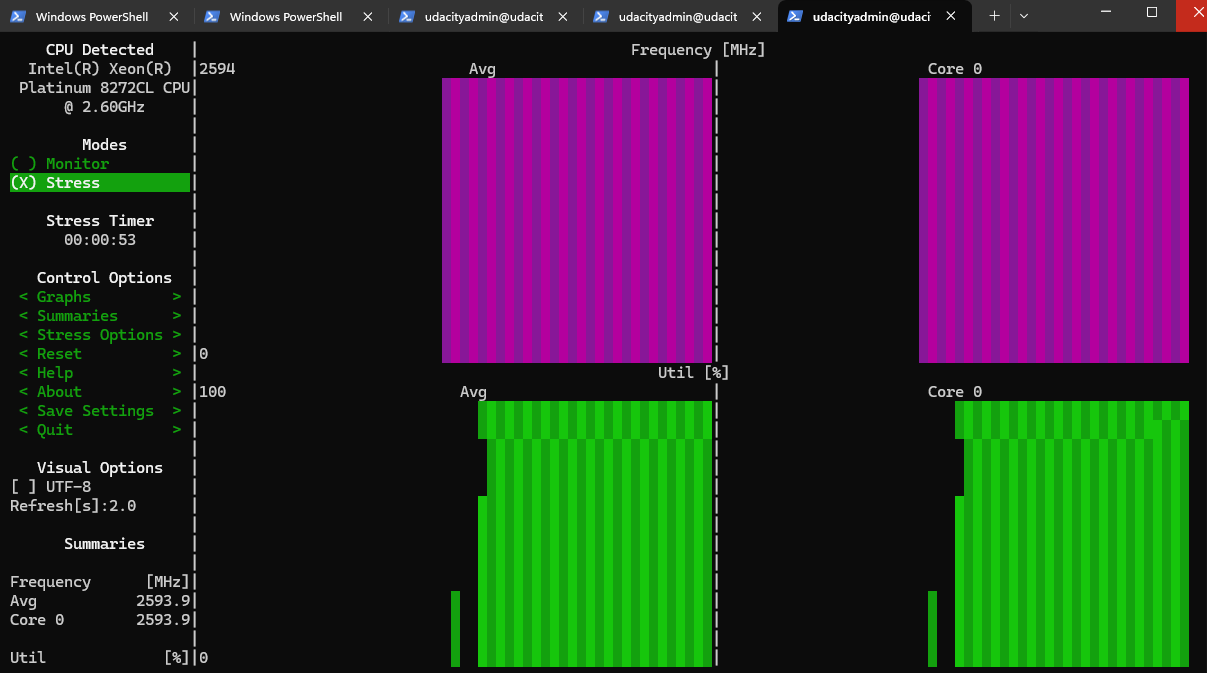 Windows PowerShell
Windows PowerShell
udacityadmin@udacit
udacityadmin@udacit
udacityadmin@udaci
CPU Detected
Intel(R) Xeon(R)
Platinum 8272CL CPU
@ 2.60GHz
Modes
( ) Monitor
(X) Stress
Stress Timer
00:00:53
Control Options
< Graphs >
< Summaries >
< Stress Options >
< Reset >
< Help >
< About >
< Save Settings >
< Quit >
Visual Options
[ ] UTF-8
Refresh[s]:2.0
Summaries
Frequency [MHz]
Avg 2593.9
Core 0 2593.9
Util [%]
Frequency [MHz]
2594 Avg Core 0
0
Util [%]
100 Avg Core 0
0